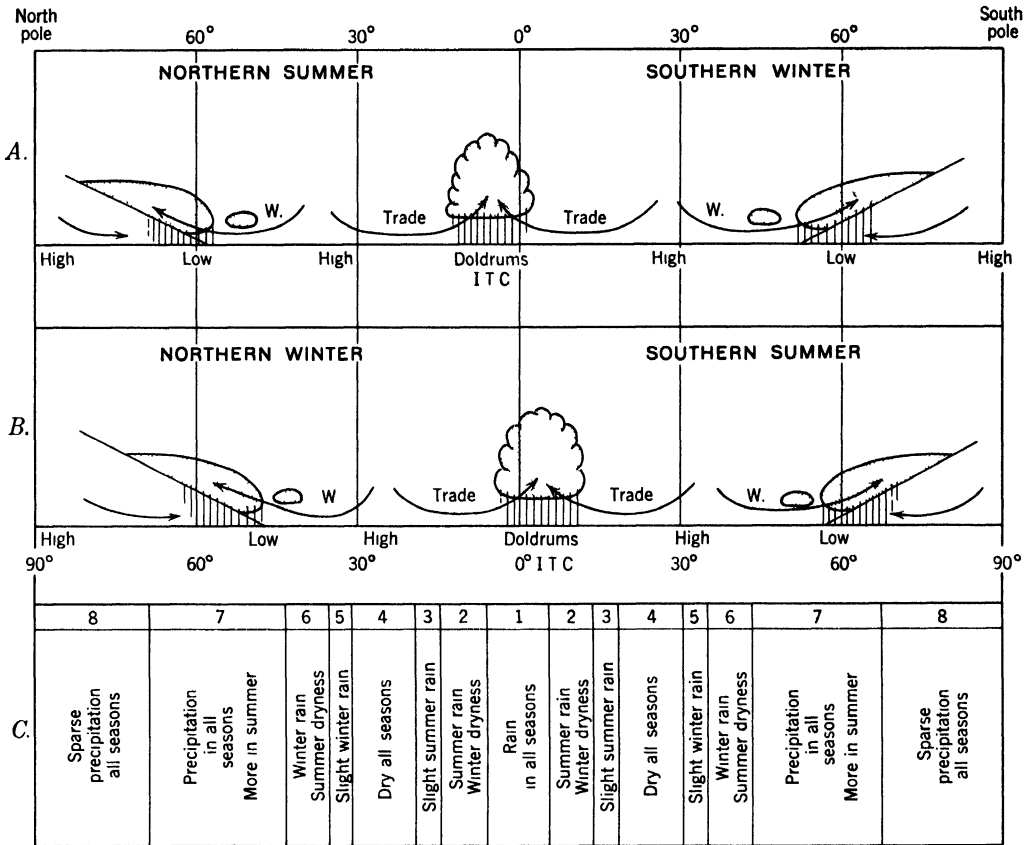 North pole
60°
30°
0°
30°
60°
South pole
NORTHERN SUMMER
SOUTHERN WINTER
A.
W.
Trade
Trade
W.
High
Low
High
Doldrums
ITC
High
Low
High
NORTHERN WINTER
SOUTHERN SUMMER
B.
W
Trade
Trade
W.
High
Low
High
Doldrums
High
Low
90°
60°
30°
0° ITC
30°
60°
90°
8
7
6
5
4
3
2
1
2
3
4
5
6
7
8
C.
Sparse
precipitation
all seasons
Precipitation
in all
seasons
More in summer
Winter rain
Summer dryness
Slight winter rain
Dry all seasons
Slight summer rain
Summer rain
Winter dryness
Rain
in all seasons
Summer rain
Winter dryness
Slight summer rain
Dry all seasons
Slight winter rain
Winter rain
Summer dryness
Precipitation
in all
seasons
More in summer
Sparse
precipitation
all seasons